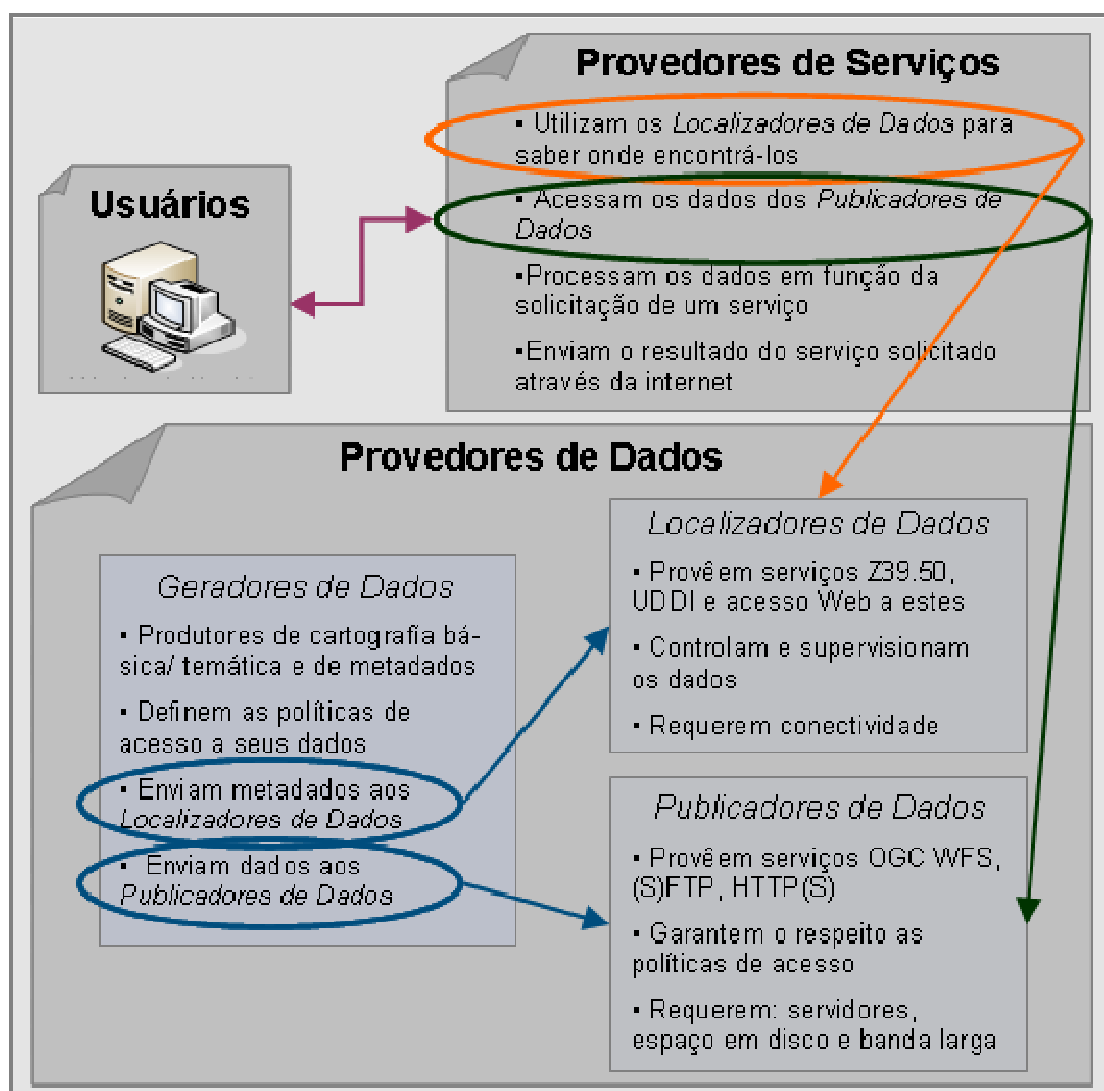 Provedores de Serviços
▪ Utilizam os Localizadores de Dados para
saber onde encontrá-los
▪ Acessam os dados dos Publicadores de
Dados
▪Processam os dados em função da
solicitação de um serviço
▪Enviam o resultado do serviço solicitado
através da internet
Usuários
Provedores de Dados
Geradores de Dados
▪ Produtores de cartografia bá-
sica/ temática e de metadados
▪ Definem as políticas de
acesso a seus dados
▪ Enviam metadados aos
Localizadores de Dados
▪ Enviam dados aos
Publicadores de Dados
Localizadores de Dados
▪ Provêem serviços Z39.50,
UDDI e acesso Web a estes
▪ Controlam e supervisionam
os dados
▪ Requerem conectividade
Publicadores de Dados
▪ Provêem serviços OGC WFS,
(S)FTP, HTTP(S)
▪ Garantem o respeito as
políticas de acesso
▪ Requerem: servidores,
espaço em disco e banda larga